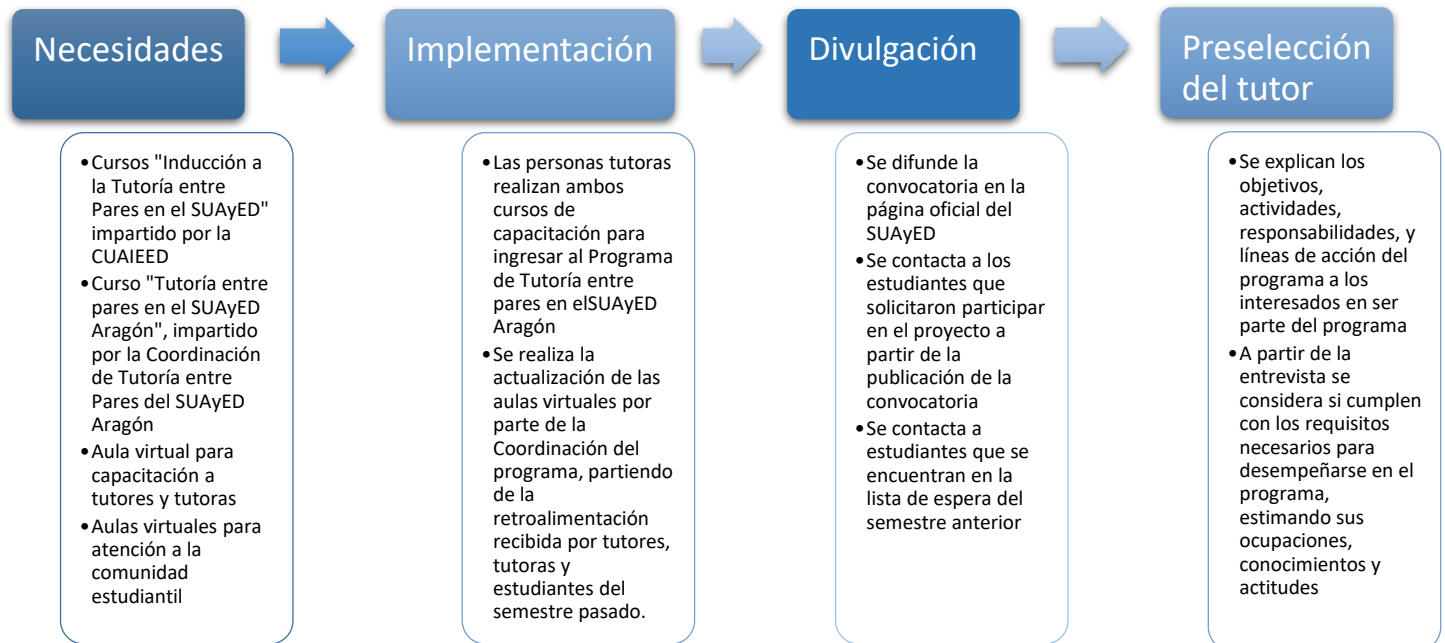 Necesidades
Implementación
Divulgación
Preselección
del tutor
•Cursos "Inducción a
la Tutoría entre
Pares en el SUAyED"
impartido por la
CUAIEED
•Curso "Tutoría entre
pares en el SUAyED
Aragón", impartido
por la Coordinación
de Tutoría entre
Pares del SUAyED
Aragón
•Aula virtual para
capacitación a
tutores y tutoras
•Aulas virtuales para
atención a la
comunidad
estudiantil
•Las personas tutoras
realizan ambos
cursos de
capacitación para
ingresar al Programa
de Tutoría entre
pares en elSUAyED
Aragón
•Se realiza la
actualización de las
aulas virtuales por
parte de la
Coordinación del
programa, partiendo
de la
retroalimentación
recibida por tutores,
tutoras y
estudiantes del
semestre pasado.
•Se difunde la
convocatoria en la
página oficial del
SUAyED
•Se contacta a los
estudiantes que
solicitaron participar
en el proyecto a
partir de la
publicación de la
convocatoria
•Se contacta a
estudiantes que se
encuentran en la
lista de espera del
semestre anterior
•Se explican los
objetivos,
actividades,
responsabilidades, y
líneas de acción del
programa a los
interesados en ser
parte del programa
•A partir de la
entrevista se
considera si cumplen
con los requisitos
necesarios para
desempeñarse en el
programa,
estimando sus
ocupaciones,
conocimientos y
actitudes